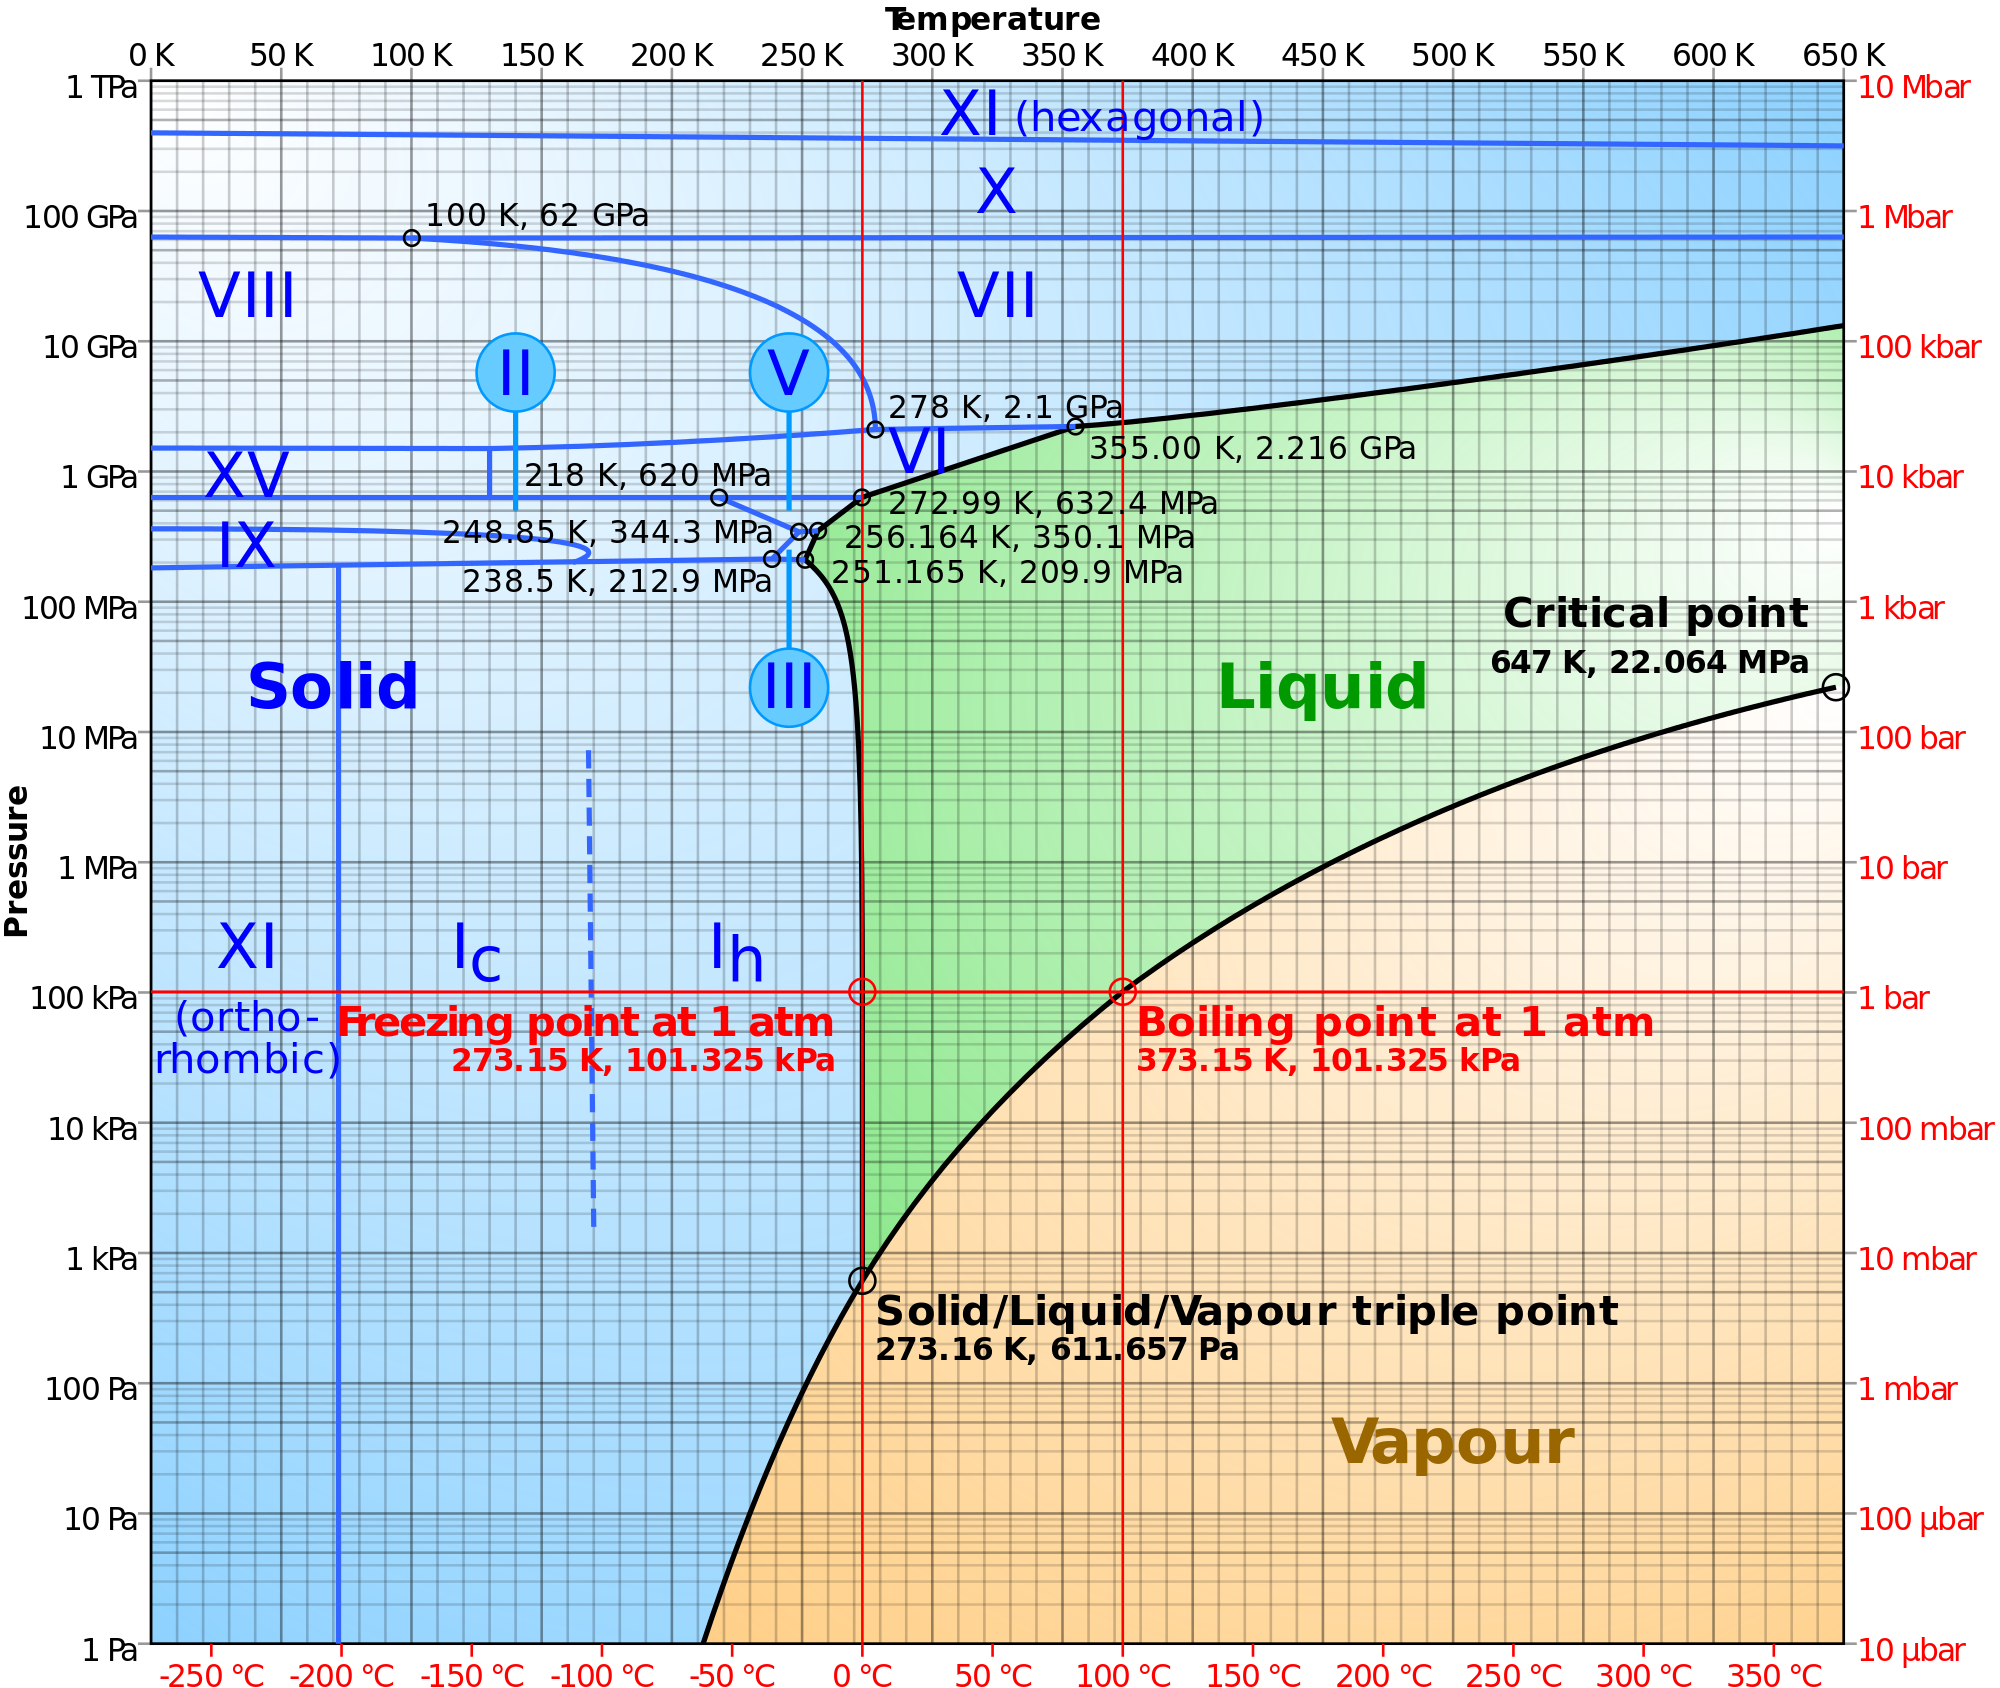 Temperature
0 K 50 K 100 K 150 K 200 K 250 K 300 K 350 K 400 K 450 K 500 K 550 K 600 K 650 K
1 TPa
10 Mbar
XI (hexagonal)
X
100 GPa
1 Mbar
100 K, 62 GPa
VIII
VII
10 GPa
100 kbar
II
V
278 K, 2.1 GPa
VI
355.00 K, 2.216 GPa
1 GPa
10 kbar
XV
218 K, 620 MPa
272.99 K, 632.4 MPa
IX
248.85 K, 344.3 MPa
256.164 K, 350.1 MPa
238.5 K, 212.9 MPa
251.165 K, 209.9 MPa
100 MPa
1 kbar
Critical point
647 K, 22.064 MPa
Solid
III
Liquid
10 MPa
100 bar
Pressure
1 MPa
10 bar
XI
(ortho-
rhombic)
Ic
Ih
100 kPa
1 bar
Freezing point at 1 atm
273.15 K, 101.325 kPa
Boiling point at 1 atm
373.15 K, 101.325 kPa
10 kPa
100 mbar
1 kPa
10 mbar
Solid/Liquid/Vapour triple point
273.16 K, 611.657 Pa
100 Pa
1 mbar
Vapour
10 Pa
100 µbar
1 Pa
10 µbar
-250 °C -200 °C -150 °C -100 °C -50 °C 0 °C 50 °C 100 °C 150 °C 200 °C 250 °C 300 °C 350 °C